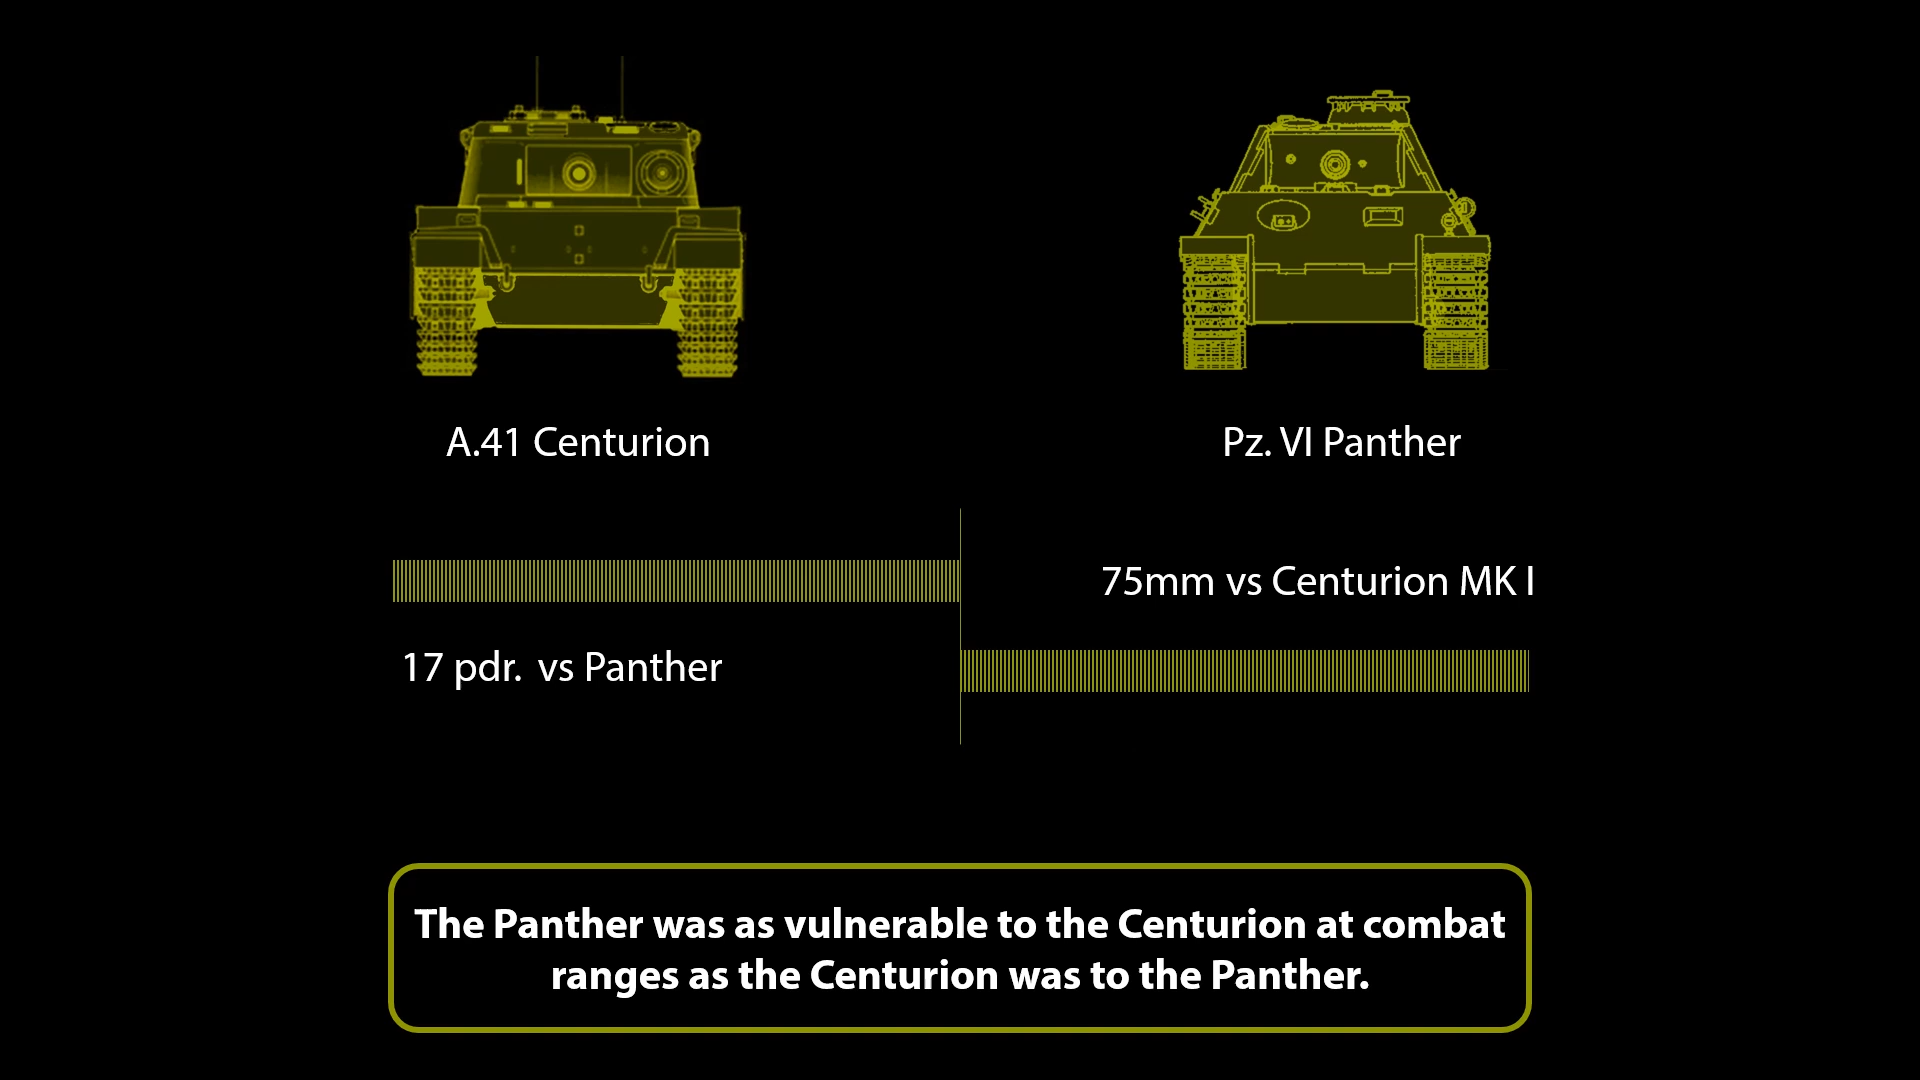 A.41 Centurion
Pz. VI Panther
75mm vs Centurion MK I
17 pdr.  vs Panther
The Panther was as vulnerable to the Centurion at combat
ranges as the Centurion was to the Panther.